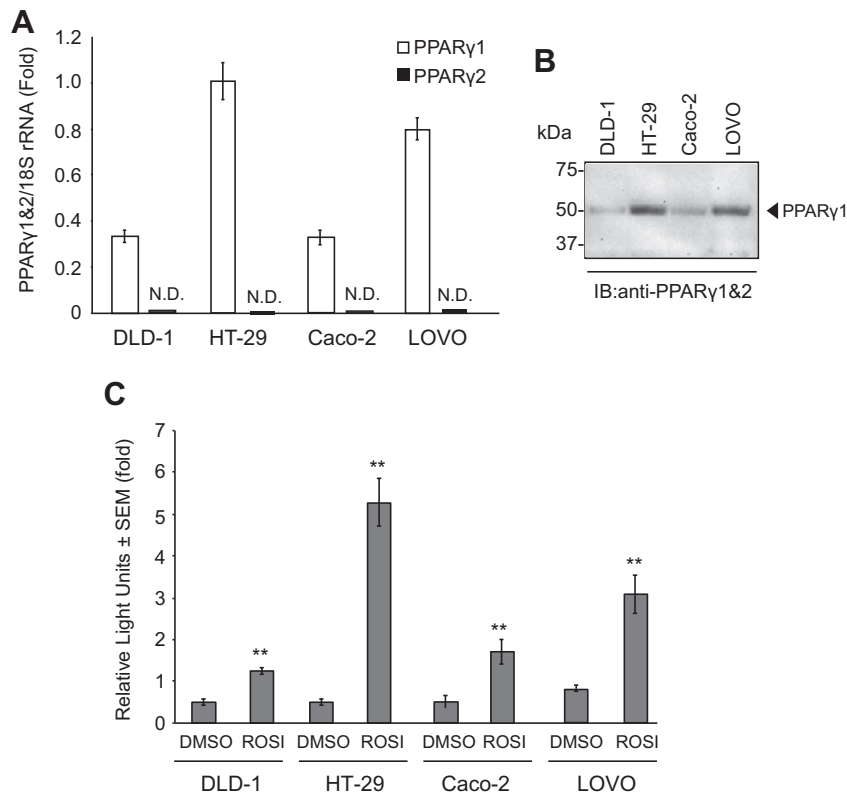 A
PPARγ1&2/18S rRNA (Fold)
1.2
1.0
0.8
0.6
0.4
0.2
0
PPARγ1
PPARγ2
N.D.
N.D.
N.D.
N.D.
DLD-1 HT-29 Caco-2 LOVO
B
kDa
DLD-1
HT-29
Caco-2
LOVO
75-
50-
37-
PPARγ1
IB:anti-PPARγ1&2
C
Relative Light Units ± SEM (fold)
7
6
5
4
3
2
1
0
**
**
**
**
DMSO ROSI DMSO ROSI DMSO ROSI DMSO ROSI
DLD-1 HT-29 Caco-2 LOVO